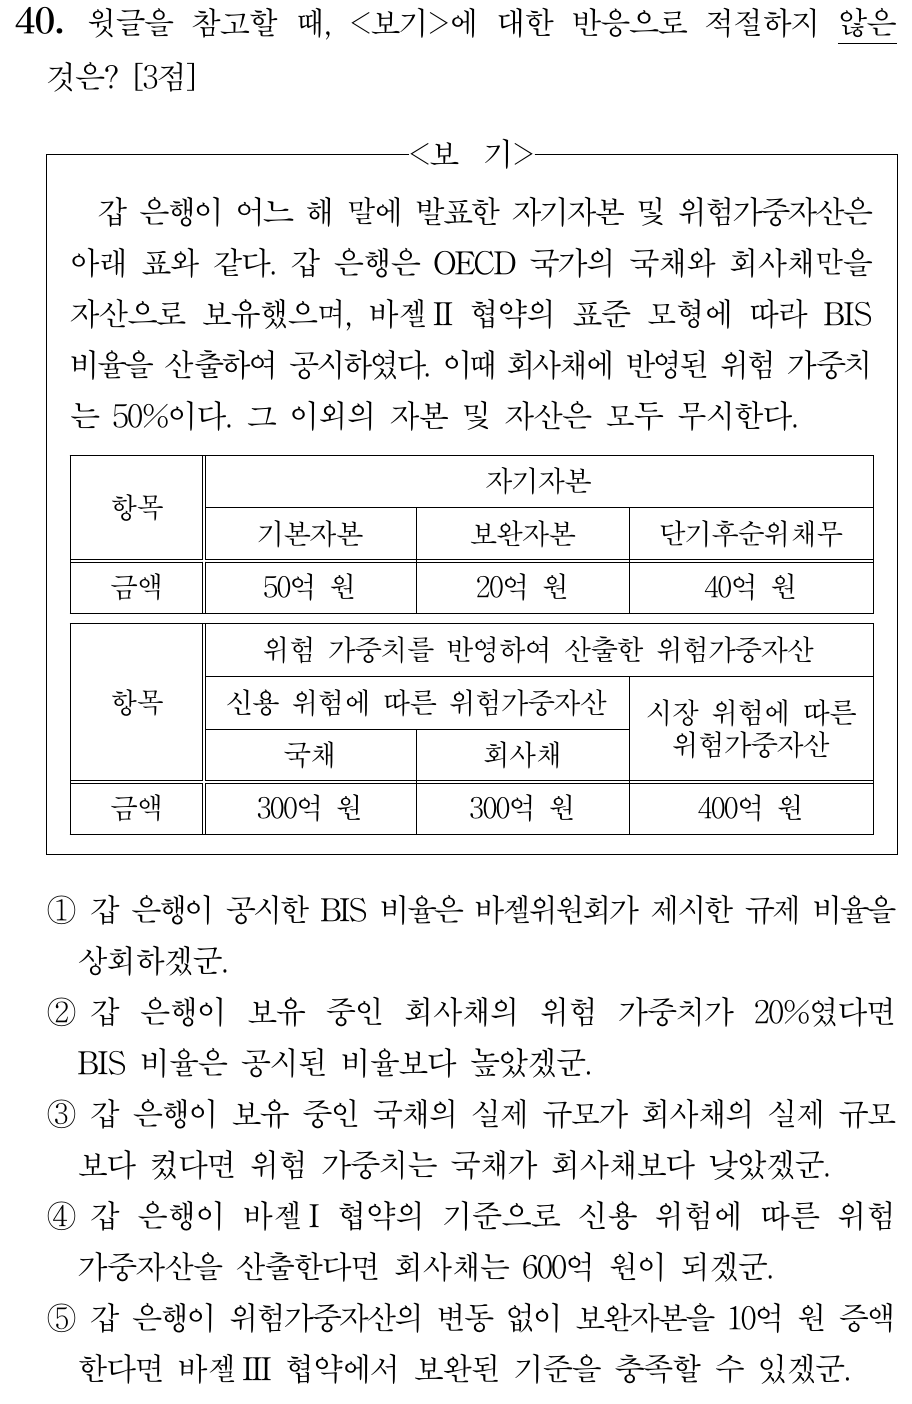 40. 윗글을 참고할 때, <보기>에 대한 반응으로 적절하지 않은
것은? [3점]
<보 기>
갑 은행이 어느 해 말에 발표한 자기자본 및 위험가중자산은
아래 표와 같다. 갑 은행은 OECD 국가의 국채와 회사채만을
자산으로 보유했으며, 바젤Ⅱ 협약의 표준 모형에 따라 BIS
비율을 산출하여 공시하였다. 이때 회사채에 반영된 위험 가중치
는 50%이다. 그 이외의 자본 및 자산은 모두 무시한다.
항목 자기자본
기본자본 보완자본 단기후순위채무
금액 50억 원 20억 원 40억 원
항목 위험 가중치를 반영하여 산출한 위험가중자산
신용 위험에 따른 위험가중자산 시장 위험에 따른
위험가중자산
국채 회사채
금액 300억 원 300억 원 400억 원
① 갑 은행이 공시한 BIS 비율은 바젤위원회가 제시한 규제 비율을
상회하겠군.
② 갑 은행이 보유 중인 회사채의 위험 가중치가 20%였다면
BIS 비율은 공시된 비율보다 높았겠군.
③ 갑 은행이 보유 중인 국채의 실제 규모가 회사채의 실제 규모
보다 컸다면 위험 가중치는 국채가 회사채보다 낮았겠군.
④ 갑 은행이 바젤Ⅰ 협약의 기준으로 신용 위험에 따른 위험
가중자산을 산출한다면 회사채는 600억 원이 되겠군.
⑤ 갑 은행이 위험가중자산의 변동 없이 보완자본을 10억 원 증액
한다면 바젤Ⅲ 협약에서 보완된 기준을 충족할 수 있겠군.